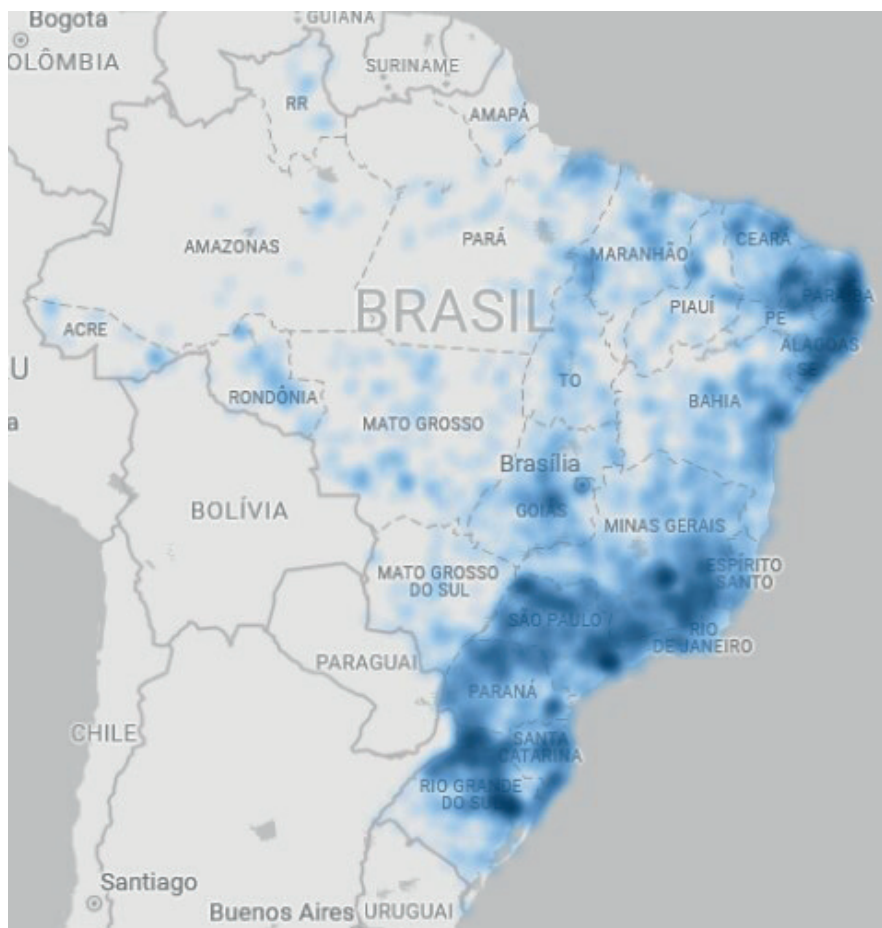 Bogotá
GUIANA
OLÔMBIA
SURINAME
RR
AMAPÁ
AMAZONAS
PARÁ
MARANHÃO
CEARÁ
BRASIL
PIAUÍ
PARAÍBA
PE
ACRE
ALAGOAS
U
SE
TO
RONDÔNIA
BAHIA
a
MATO GROSSO
Brasília
BOLÍVIA
GOIÁS
MINAS GERAIS
MATO GROSSO
DO SUL
ESPÍRITO
SANTO
SÃO PAULO
RIO
DE JANEIRO
PARAGUAI
PARANÁ
CHILE
SANTA
CATARINA
RIO GRANDE
DO SUL
Santiago
Buenos Aires
URUGUAI